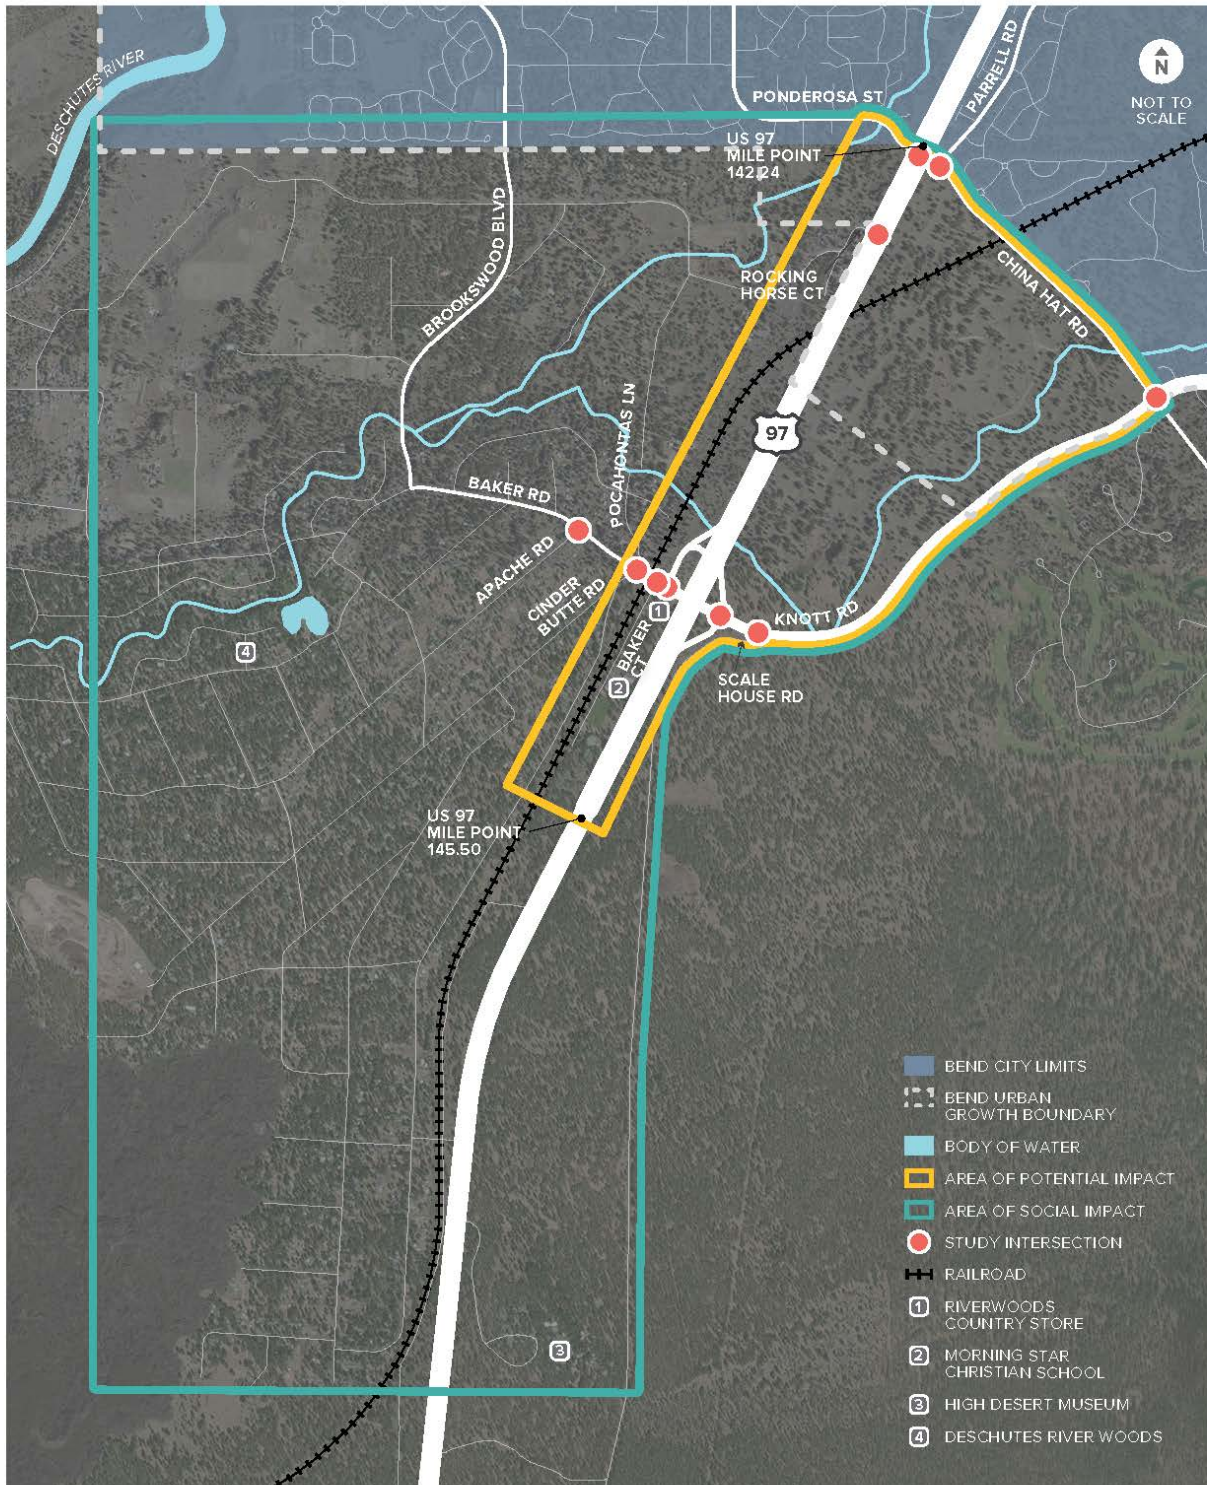 DESCHUTES RIVER
PONDEROSA ST
PARRELL RD
N
NOT TO
SCALE
US 97
MILE POINT
142.24
BROOKSWOOD BLVD
ROCKING
HORSE CT
CHINA HAT RD
97
POCAHONTAS LN
BAKER RD
APACHE RD
CINDER
BUTTE RD
1
KNOTT RD
BAKER
CT
4
2
SCALE
HOUSE RD
US 97
MILE POINT
145.50
3
BEND CITY LIMITS
BEND URBAN
GROWTH BOUNDARY
BODY OF WATER
AREA OF POTENTIAL IMPACT
AREA OF SOCIAL IMPACT
STUDY INTERSECTION
RAILROAD
1 RIVERWOODS
COUNTRY STORE
2 MORNING STAR
CHRISTIAN SCHOOL
3 HIGH DESERT MUSEUM
4 DESCHUTES RIVER WOODS